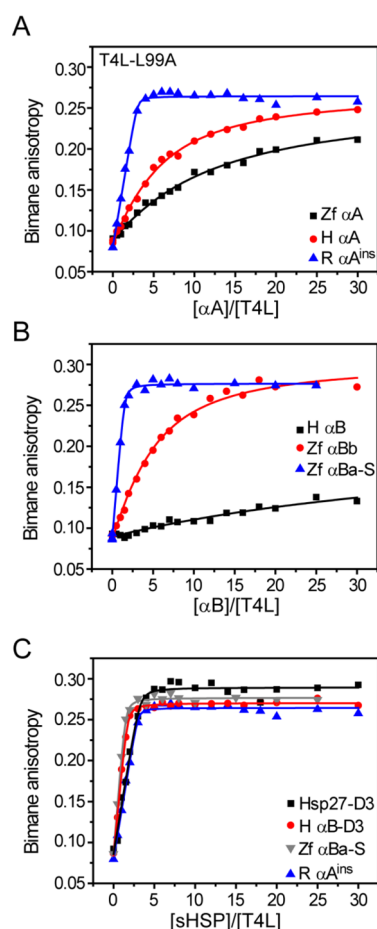 A
T4L-L99A
Bimane anisotropy
0.30
0.25
0.20
0.15
0.10
0.05
Zf αA
H αA
R αA^ins
0 5 10 15 20 25 30
[αA]/[T4L]
B
Bimane anisotropy
0.30
0.25
0.20
0.15
0.10
0.05
H αB
Zf αBb
Zf αBa-S
0 5 10 15 20 25 30
[αB]/[T4L]
C
Bimane anisotropy
0.30
0.25
0.20
0.15
0.10
0.05
Hsp27-D3
H αB-D3
Zf αBa-S
R αA^ins
0 5 10 15 20 25 30
[sHSP]/[T4L]